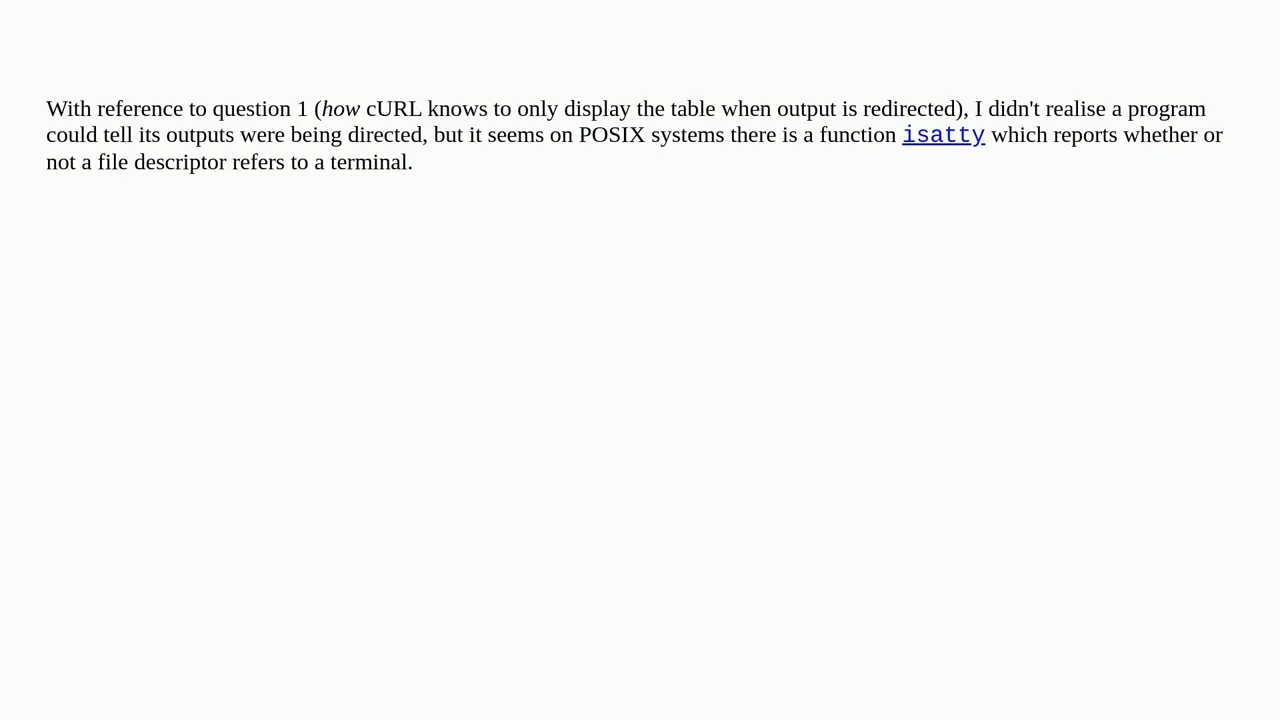 With reference to question 1 (how cURL knows to only display the table when output is redirected), I didn't realise a program
could tell its outputs were being directed, but it seems on POSIX systems there is a function isatty which reports whether or
not a file descriptor refers to a terminal.